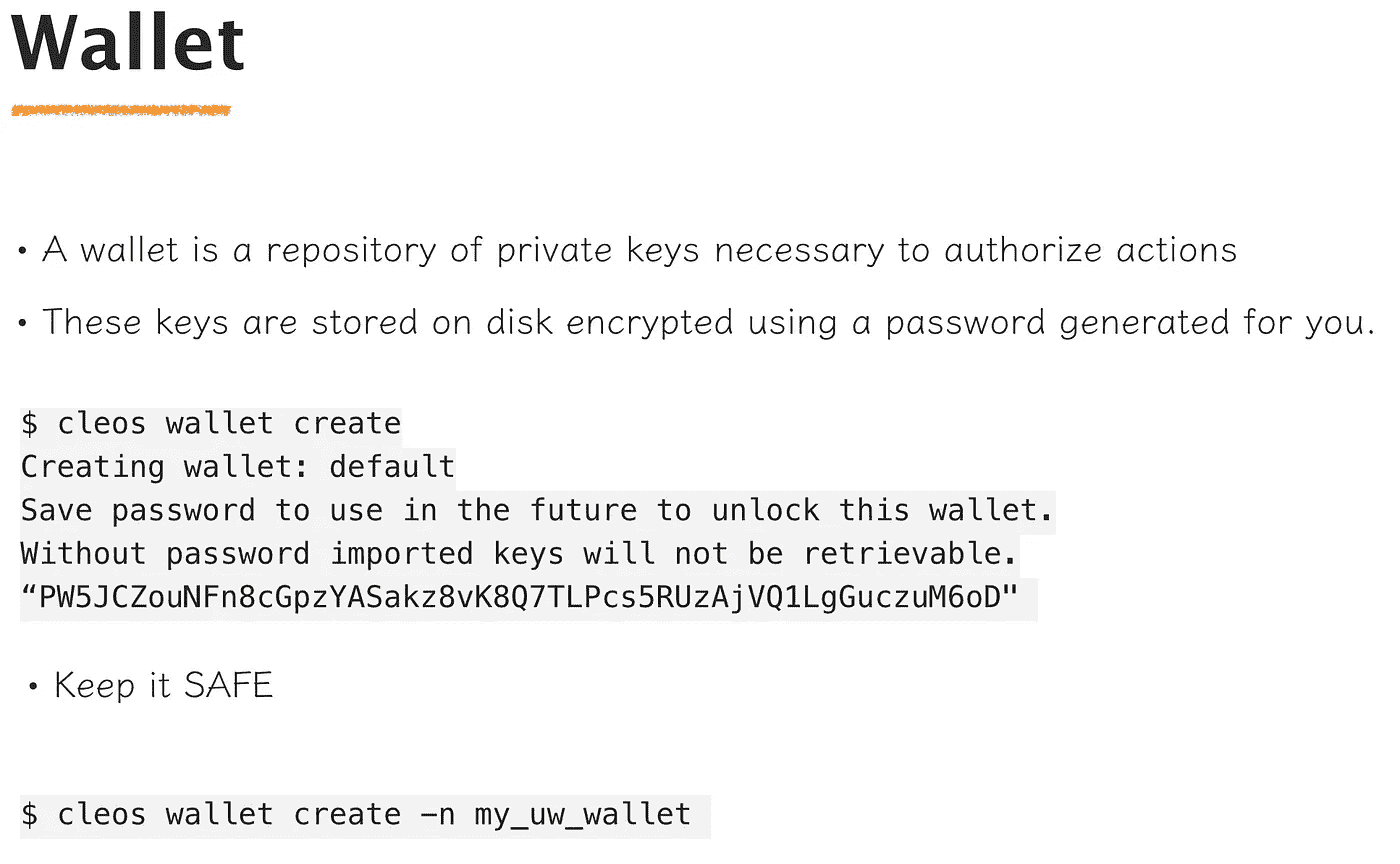 Wallet
• A wallet is a repository of private keys necessary to authorize actions
• These keys are stored on disk encrypted using a password generated for you.
$ cleos wallet create
Creating wallet: default
Save password to use in the future to unlock this wallet.
Without password imported keys will not be retrievable.
“PW5JCZouNFn8cGpzYASakz8vK8Q7TLPcs5RUzAjVQ1LgGuczuM6oD"
• Keep it SAFE
$ cleos wallet create –n my_uw_wallet